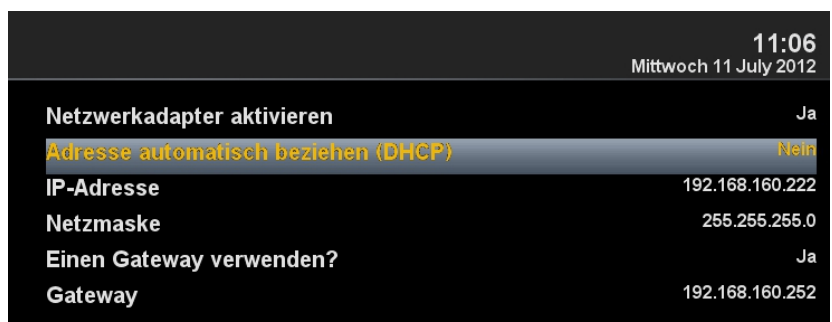 11:06
Mittwoch 11 July 2012
Netzwerkadapter aktivieren Ja
Adresse automatisch beziehen (DHCP) Nein
IP-Adresse 192.168.160.222
Netzmaske 255.255.255.0
Einen Gateway verwenden? Ja
Gateway 192.168.160.252